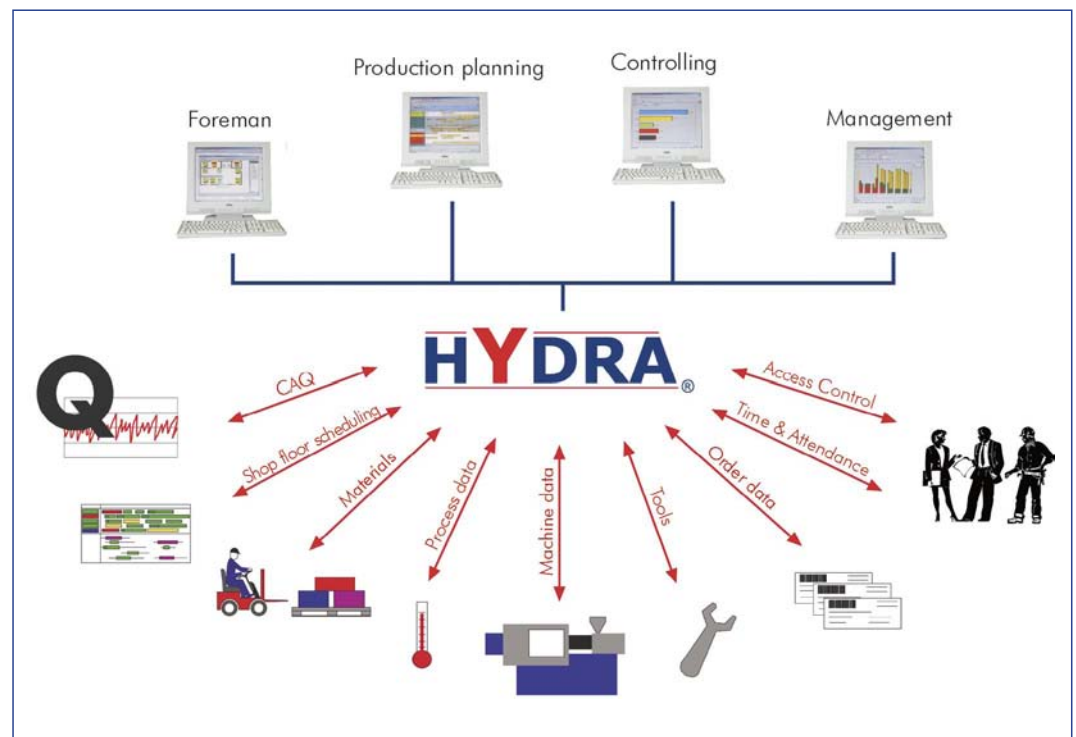 Production planning
Controlling
Foreman
Management
HYDRA®
Q
CAQ
Shop floor scheduling
Materials
Process data
Machine data
Tools
Order data
Time & Attendance
Access Control